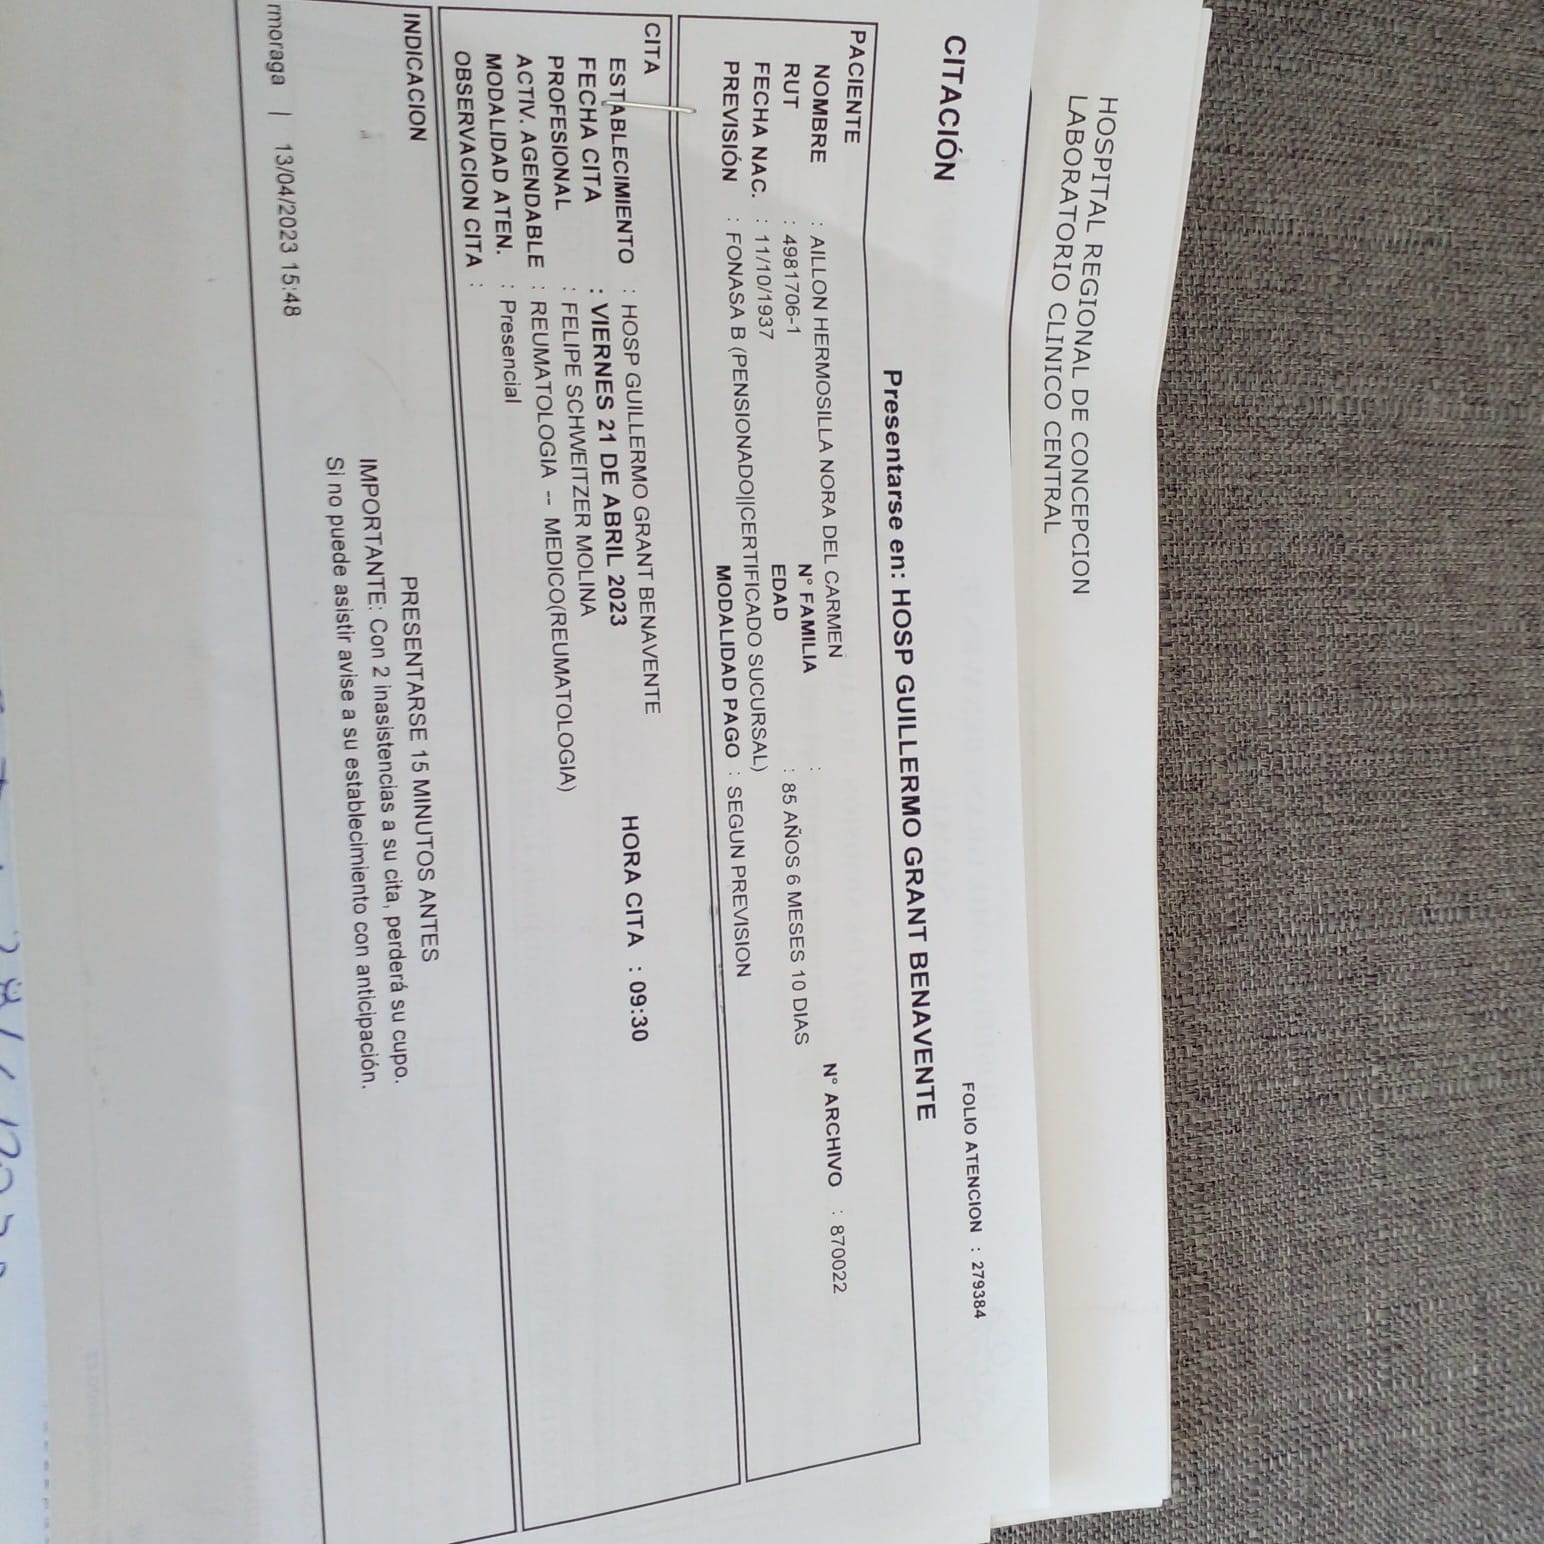 HOSPITAL REGIONAL DE CONCEPCION
LABORATORIO CLINICO CENTRAL
FOLIO ATENCION : 279384
CITACIÓN
Presentarse en: HOSP GUILLERMO GRANT BENAVENTE
PACIENTE
NOMBRE : AILLON HERMOSILLA NORA DEL CARMEN N° ARCHIVO : 870022
RUT : 4981706-1 N° FAMILIA :
FECHA NAC. : 11/10/1937 EDAD : 85 AÑOS 6 MESES 10 DIAS
PREVISIÓN : FONASA B (PENSIONADO||CERTIFICADO SUCURSAL)
MODALIDAD PAGO : SEGUN PREVISION
CITA
ESTABLECIMIENTO : HOSP GUILLERMO GRANT BENAVENTE
FECHA CITA : VIERNES 21 DE ABRIL 2023 HORA CITA : 09:30
PROFESIONAL : FELIPE SCHWEITZER MOLINA
ACTIV. AGENDABLE : REUMATOLOGIA -- MEDICO(REUMATOLOGIA)
MODALIDAD ATEN. : Presencial
OBSERVACION CITA :
INDICACION
PRESENTARSE 15 MINUTOS ANTES
IMPORTANTE: Con 2 inasistencias a su cita, perderá su cupo.
Si no puede asistir avise a su establecimiento con anticipación.
rmoraga | 13/04/2023 15:48